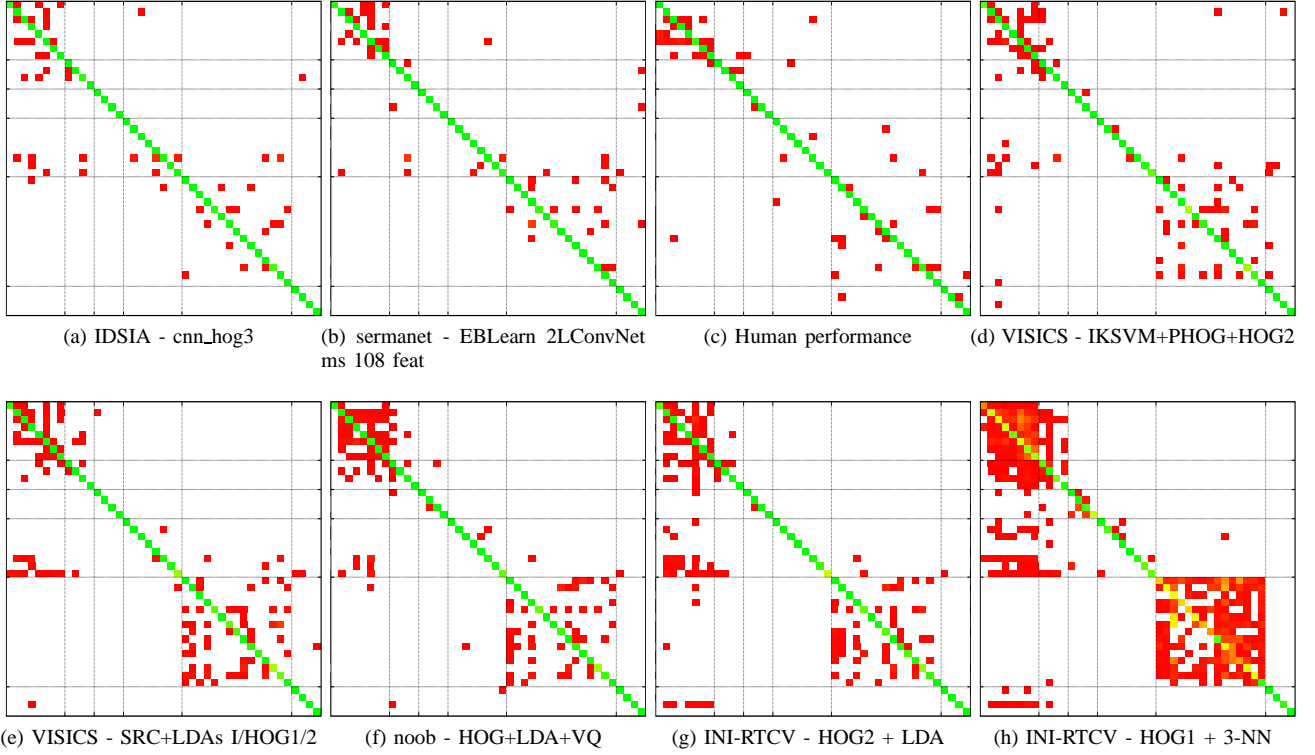 (a) IDSIA - cnn_hog3
(b) sermanet - EBLearn 2LConvNet
ms 108 feat
(c) Human performance
(d) VISICS - IKSVM+PHOG+HOG2
(e) VISICS - SRC+LDAs I/HOG1/2
(f) noob - HOG+LDA+VQ
(g) INI-RTCV - HOG2 + LDA
(h) INI-RTCV - HOG1 + 3-NN